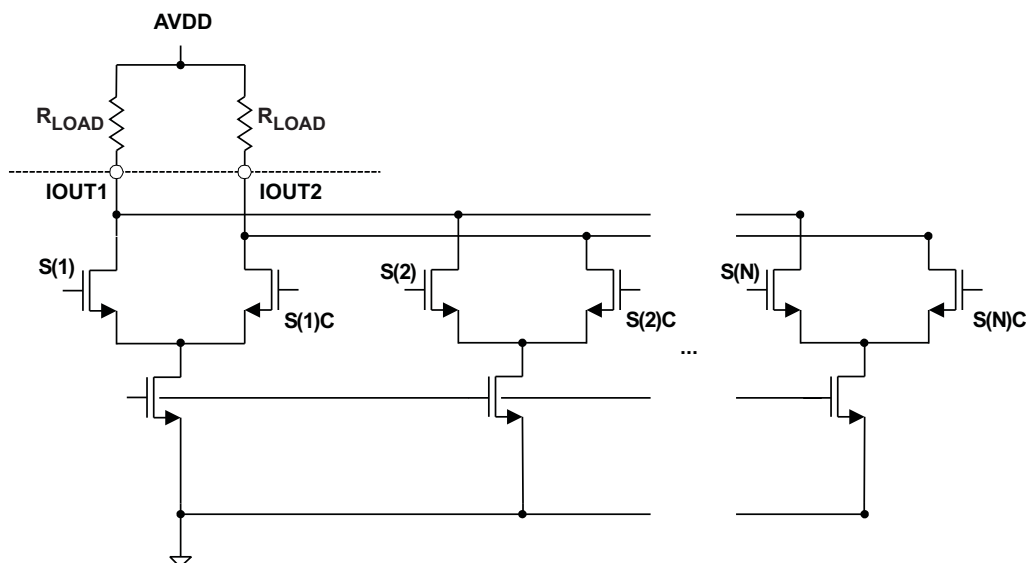 AVDD
RLOAD
RLOAD
IOUT1
IOUT2
S(1)
S(1)C
S(2)
S(2)C
...
S(N)
S(N)C